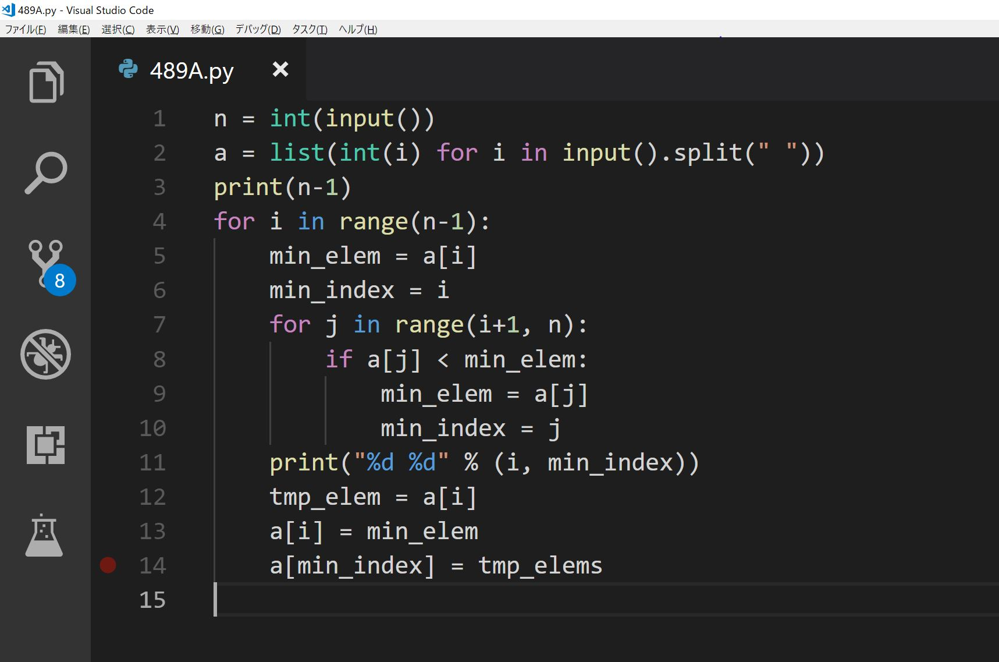 489A.py - Visual Studio Code
ファイル(F) 編集(E) 選択(C) 表示(V) 移動(G) デバッグ(D) タスク(T) ヘルプ(H)
489A.py
8
1 n = int(input())
2 a = list(int(i) for i in input().split(" "))
3 print(n-1)
4 for i in range(n-1):
5     min_elem = a[i]
6     min_index = i
7     for j in range(i+1, n):
8         if a[j] < min_elem:
9             min_elem = a[j]
10             min_index = j
11     print("%d %d" % (i, min_index))
12     tmp_elem = a[i]
13     a[i] = min_elem
14     a[min_index] = tmp_elems
15